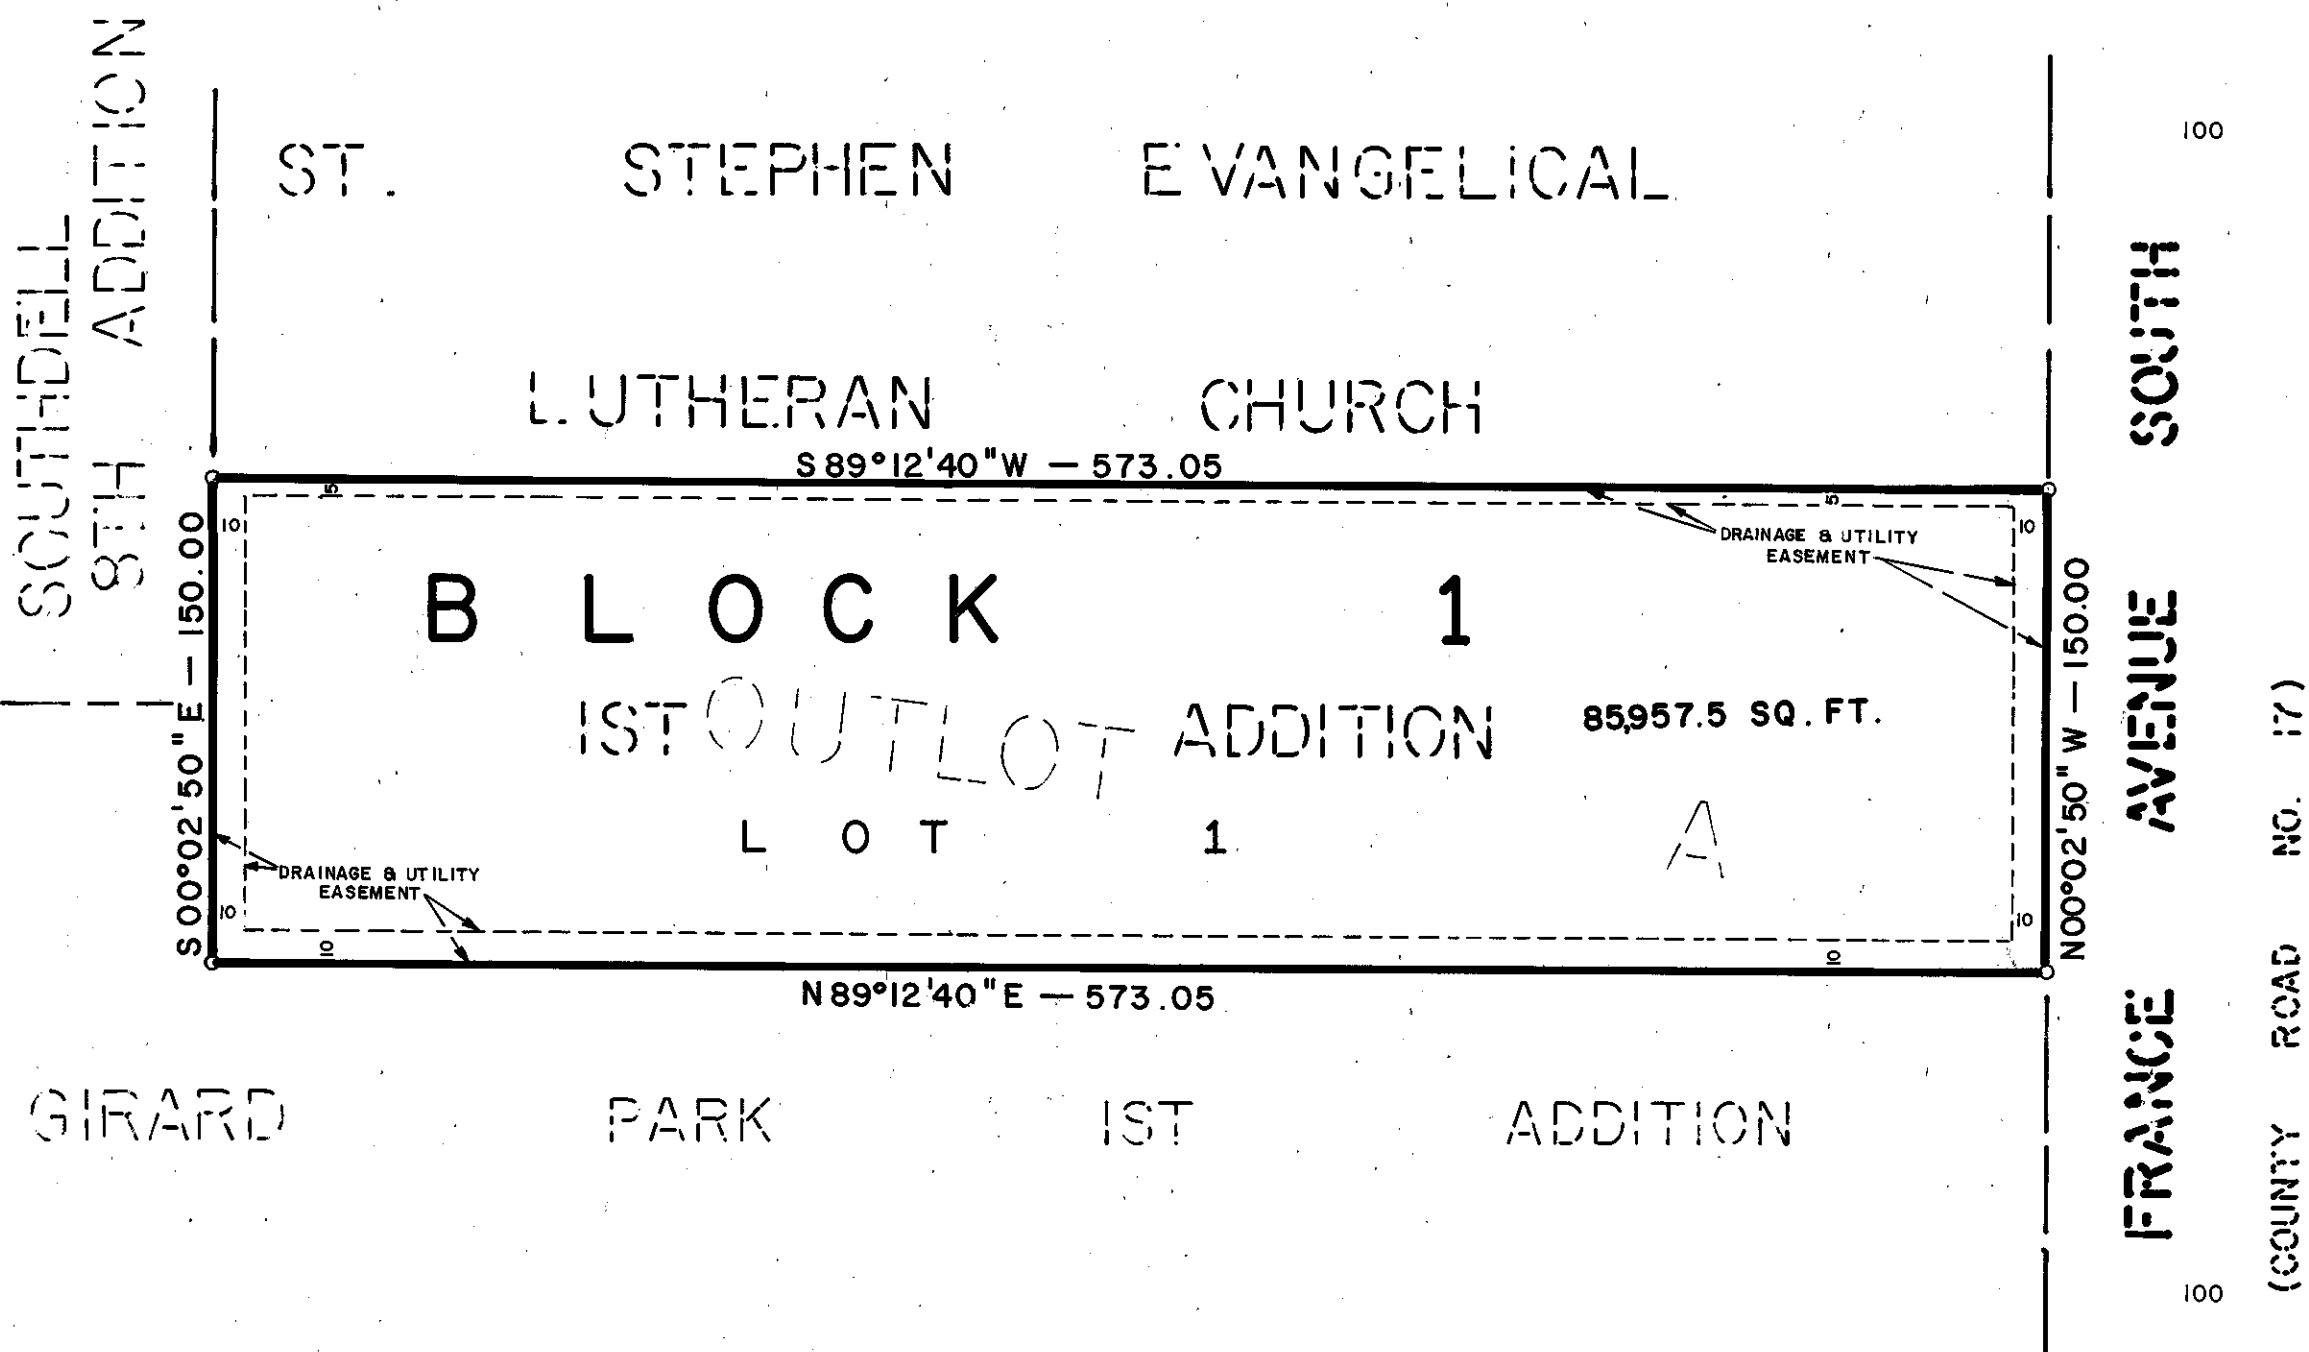 SOUTHDELL
8TH ADDITION
ST. STEPHEN EVANGELICAL
LUTHERAN CHURCH
100
S 89°12'40"W — 573.05
5
5
10
10
DRAINAGE & UTILITY
EASEMENT
S 00°02'50"E — 150.00
N00°02'50"W — 150.00
BLOCK 1
1ST ADDITION
OUTLOT A
85,957.5 SQ. FT.
LOT 1
DRAINAGE & UTILITY
EASEMENT
10
10
10
10
N 89°12'40"E — 573.05
GIRARD PARK 1ST ADDITION
FRANCE AVENUE SOUTH
(COUNTY ROAD NO. 17)
100